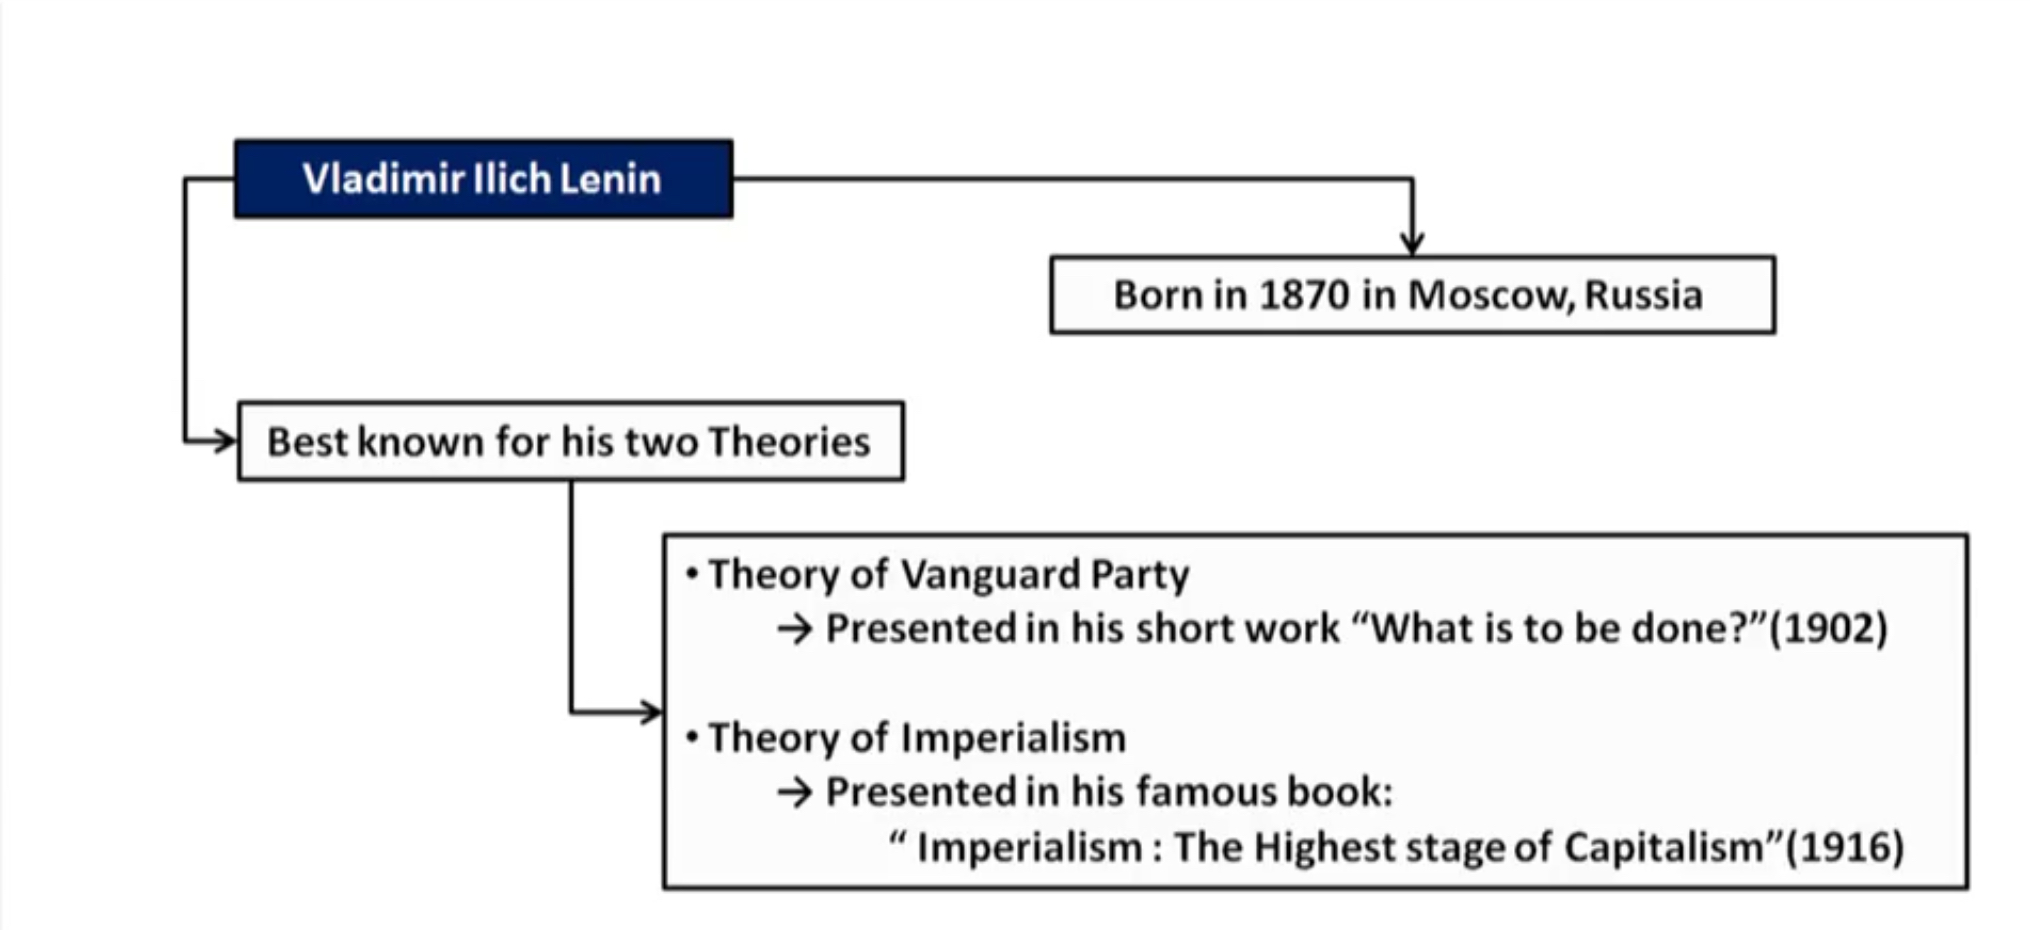 Vladimir Ilich Lenin
Born in 1870 in Moscow, Russia
Best known for his two Theories
• Theory of Vanguard Party
→ Presented in his short work “What is to be done?”(1902)
• Theory of Imperialism
→ Presented in his famous book:
“ Imperialism : The Highest stage of Capitalism”(1916)